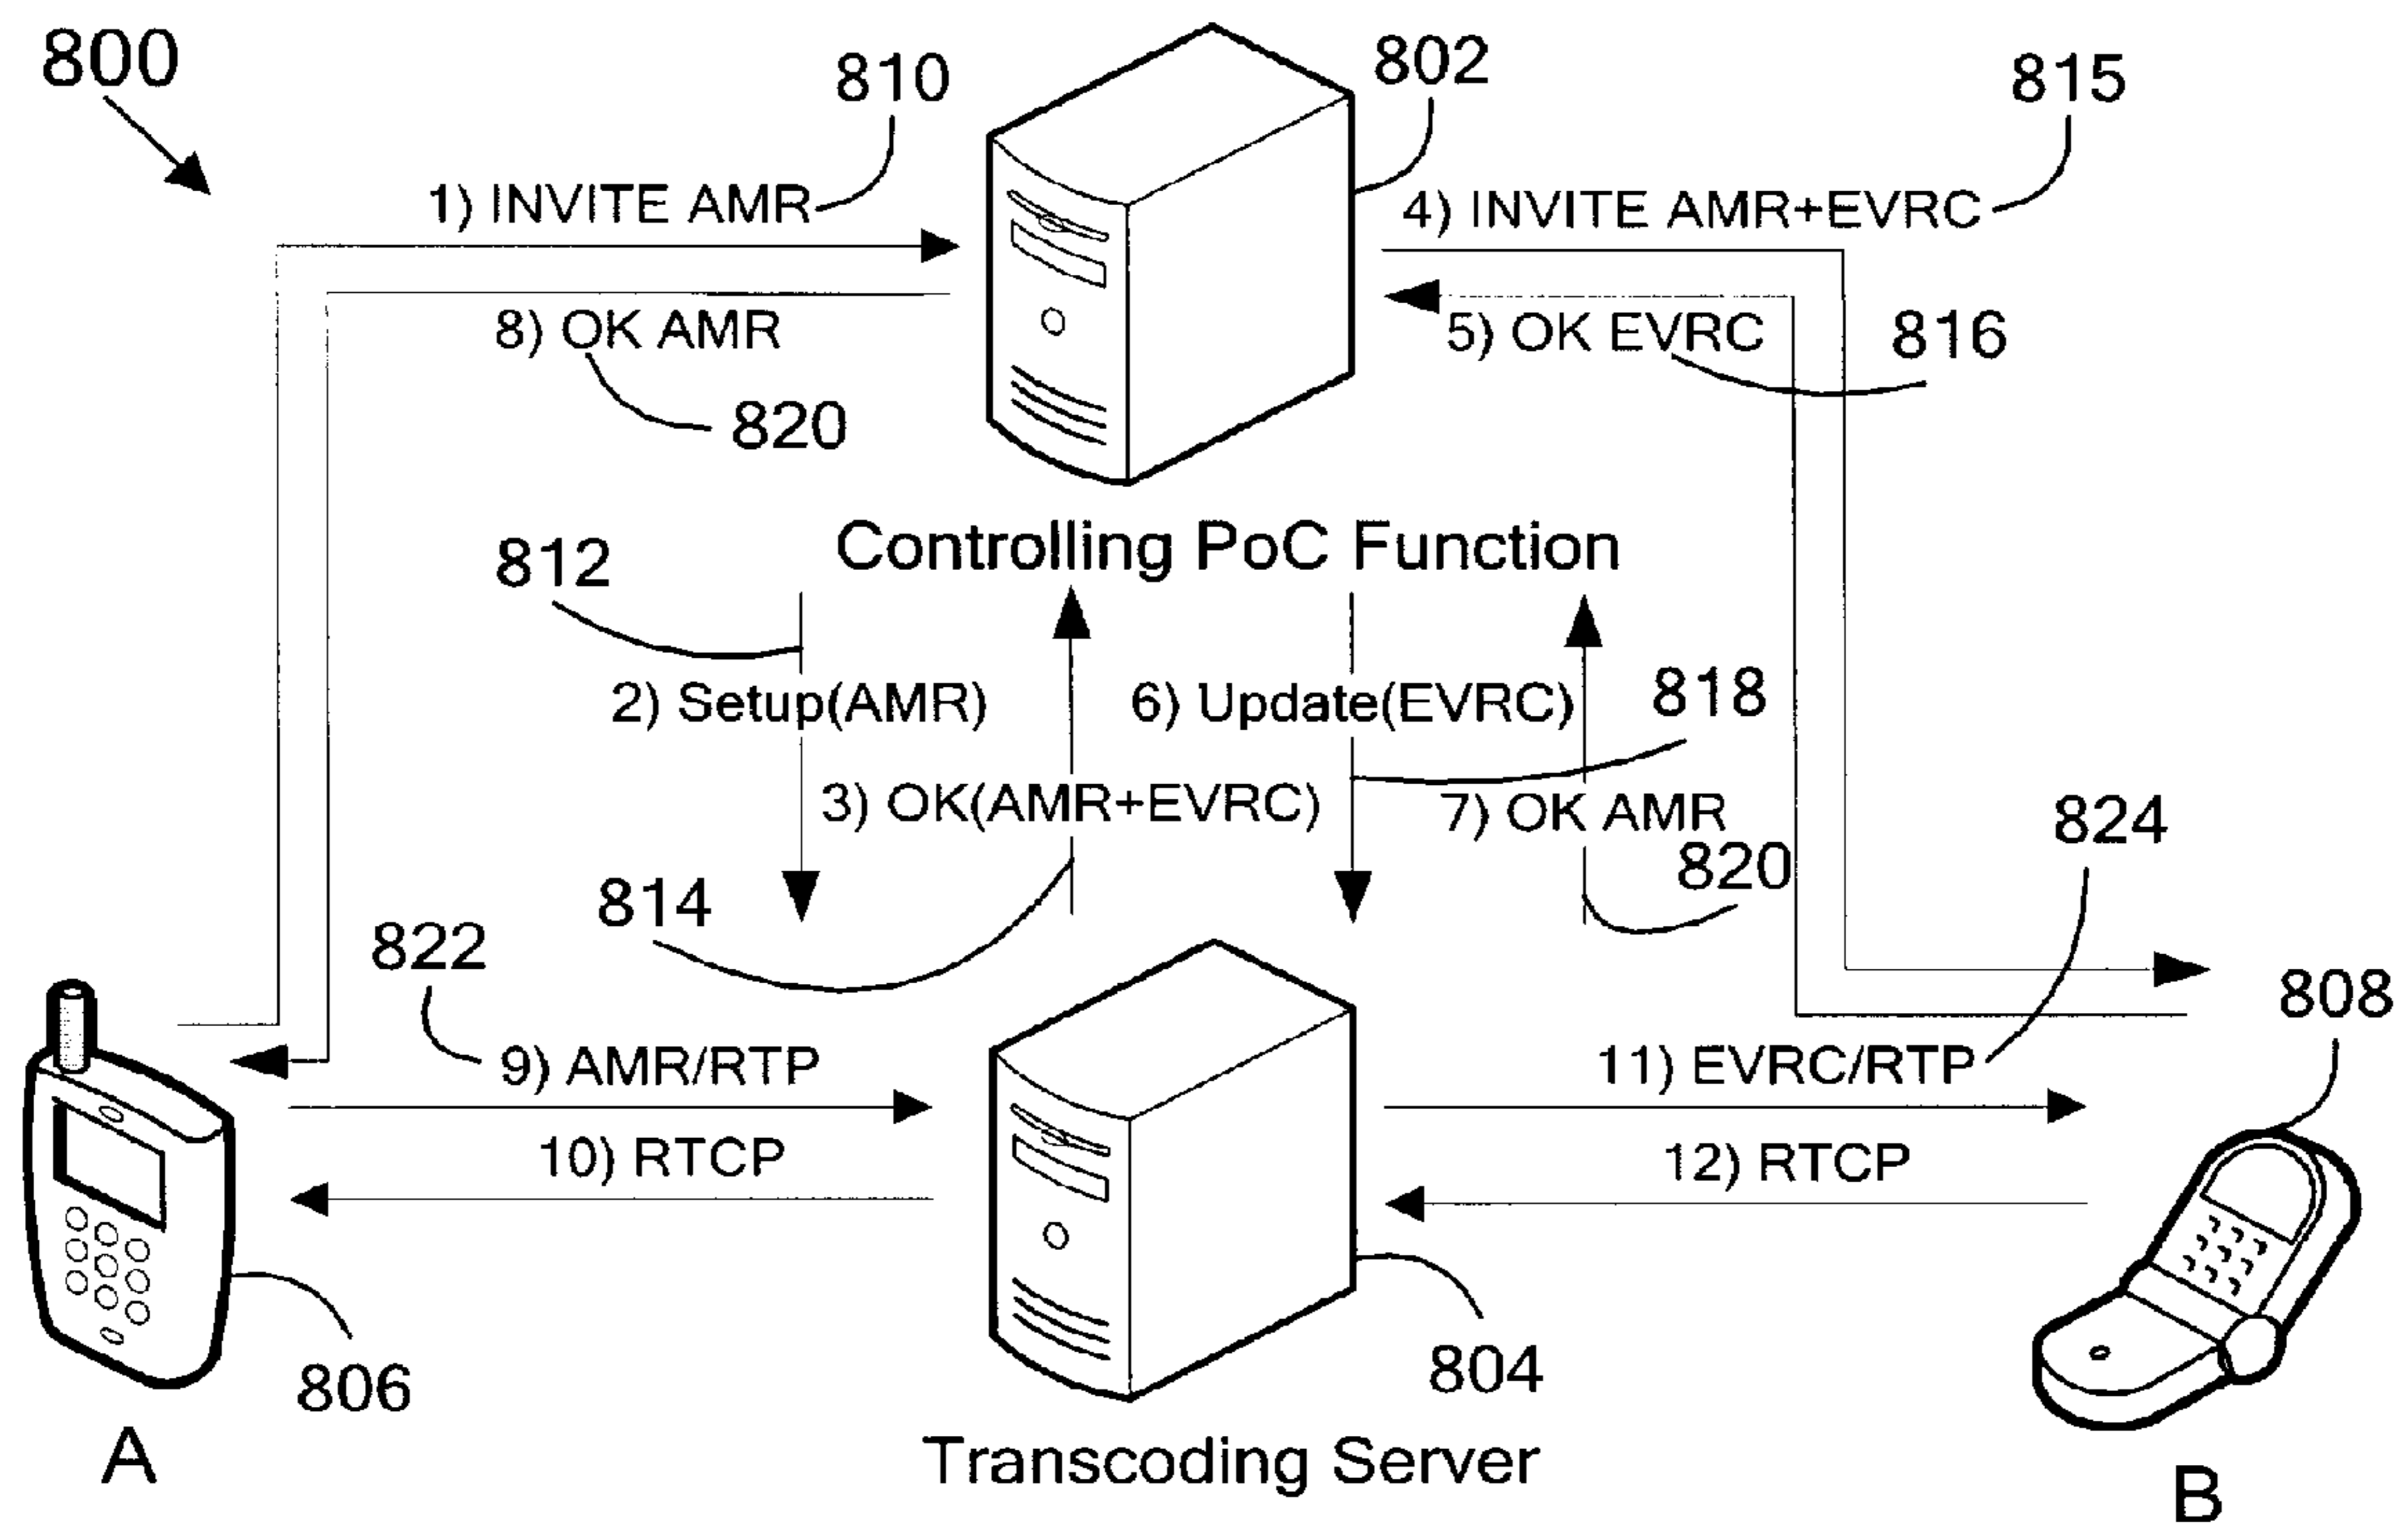 800
810
802
815
1) INVITE AMR
4) INVITE AMR+EVRC
8) OK AMR
5) OK EVRC
816
820
Controlling PoC Function
812
2) Setup(AMR)
6) Update(EVRC)
818
3) OK(AMR+EVRC)
7) OK AMR
824
820
814
822
808
9) AMR/RTP
11) EVRC/RTP
10) RTCP
12) RTCP
806
804
A
Transcoding Server
B